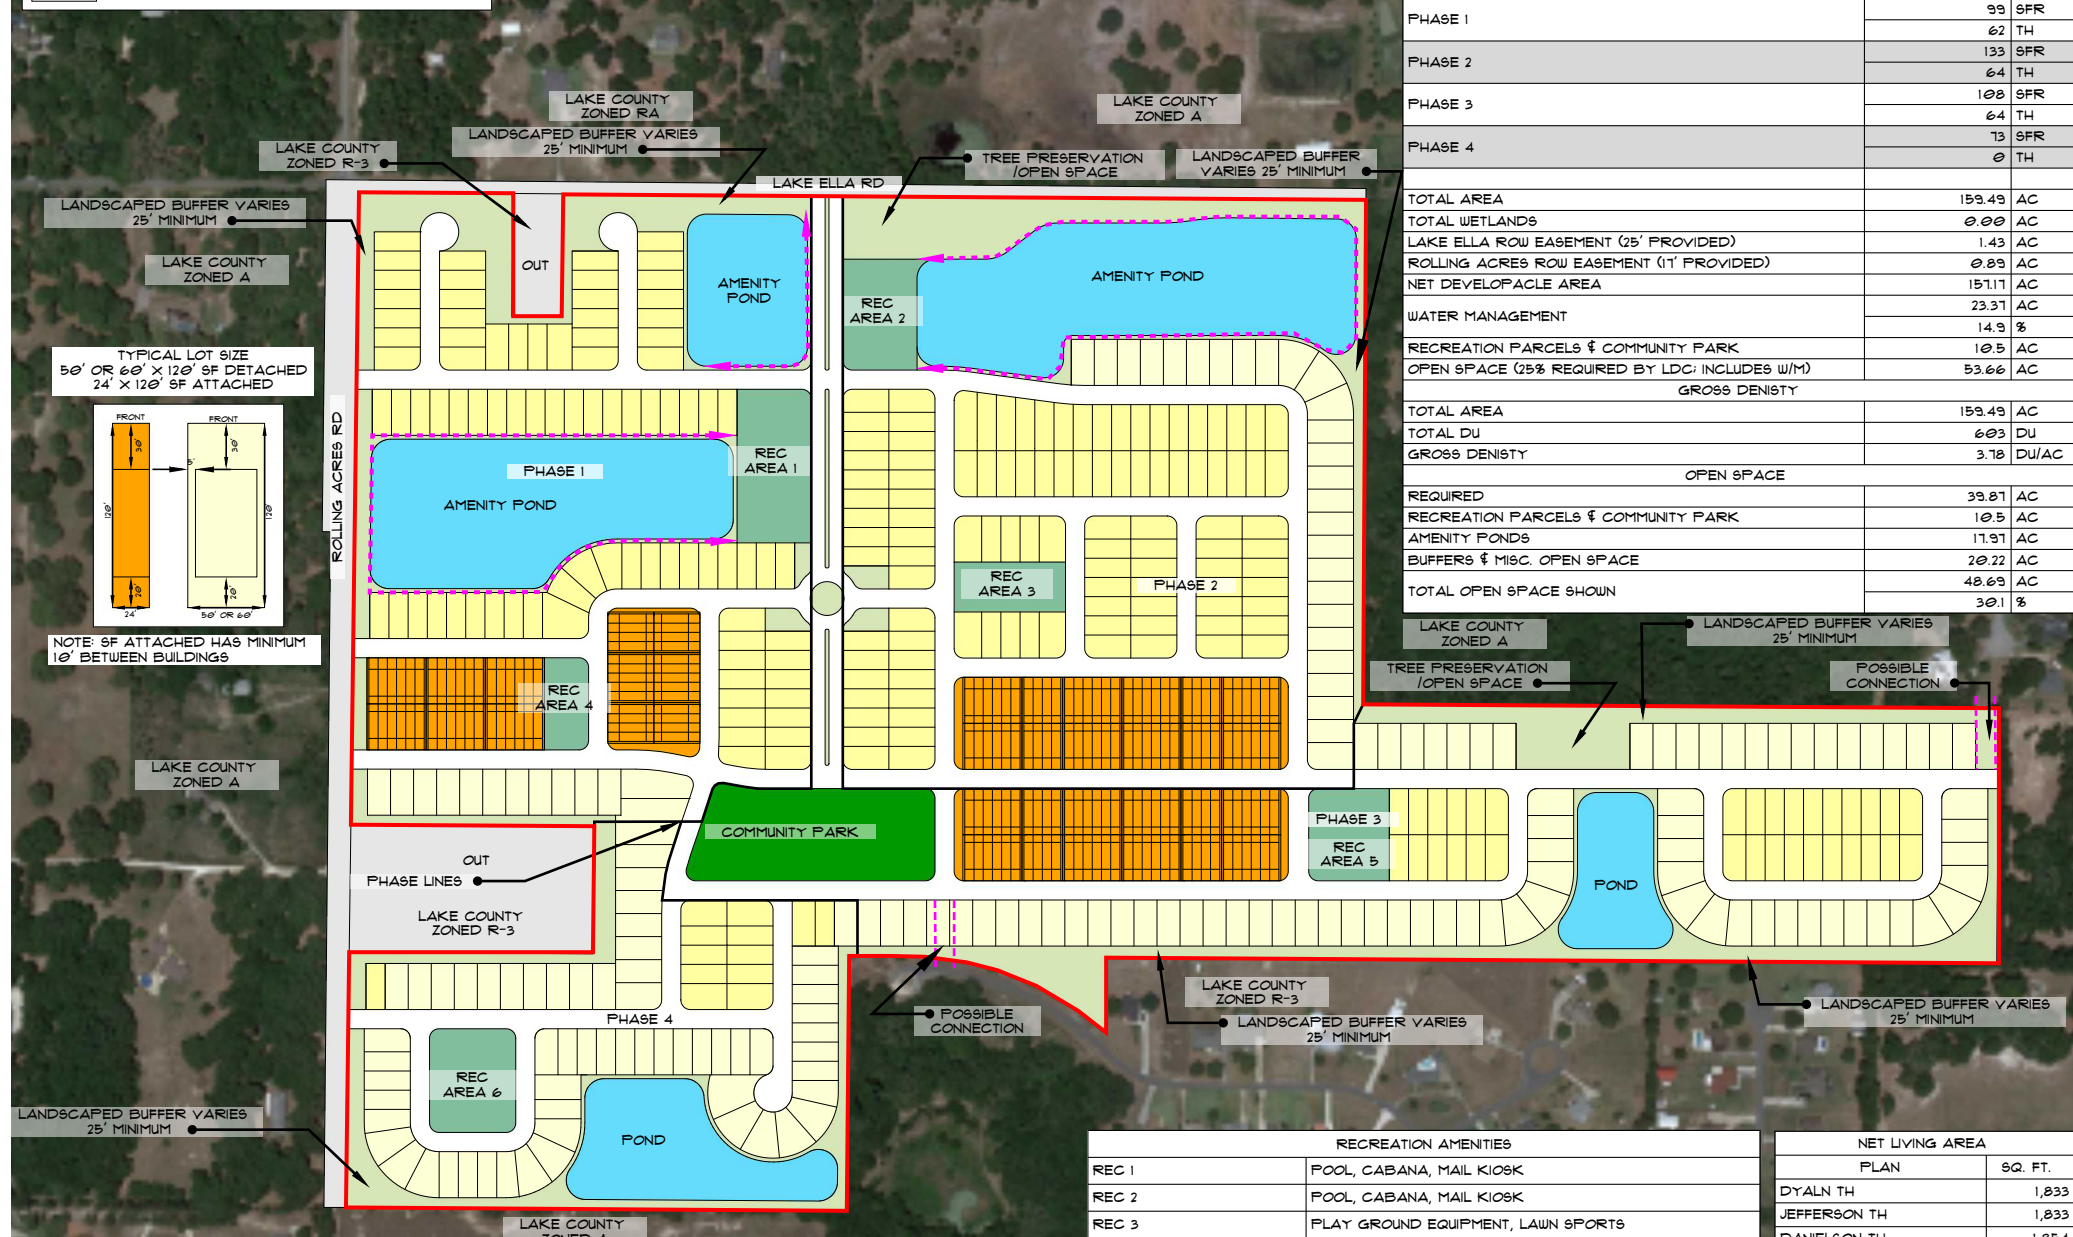 PHASE 1
99 SFR
62 TH
PHASE 2
133 SFR
64 TH
PHASE 3
108 SFR
64 TH
PHASE 4
73 SFR
0 TH
TOTAL AREA 159.49 AC
TOTAL WETLANDS 0.00 AC
LAKE ELLA ROW EASEMENT (25' PROVIDED) 1.43 AC
ROLLING ACRES ROW EASEMENT (17' PROVIDED) 0.89 AC
NET DEVELOPACLE AREA 157.17 AC
WATER MANAGEMENT
23.37 AC
14.9 %
RECREATION PARCELS & COMMUNITY PARK 10.5 AC
OPEN SPACE (25% REQUIRED BY LDC; INCLUDES W/M) 53.66 AC
GROSS DENISTY
TOTAL AREA 159.49 AC
TOTAL DU 603 DU
GROSS DENISTY 3.78 DU/AC
OPEN SPACE
REQUIRED 39.87 AC
RECREATION PARCELS & COMMUNITY PARK 10.5 AC
AMENITY PONDS 17.97 AC
BUFFERS & MISC. OPEN SPACE 20.22 AC
TOTAL OPEN SPACE SHOWN
48.69 AC
30.1 %
LAKE COUNTY
ZONED RA
LAKE COUNTY
ZONED A
LANDSCAPED BUFFER VARIES
25' MINIMUM
LAKE COUNTY
ZONED R-3
TREE PRESERVATION
/OPEN SPACE
LANDSCAPED BUFFER
VARIES 25' MINIMUM
LAKE ELLA RD
LANDSCAPED BUFFER VARIES
25' MINIMUM
LAKE COUNTY
ZONED A
OUT
AMENITY
POND
AMENITY POND
REC
AREA 2
TYPICAL LOT SIZE
50' OR 60' X 120' SF DETACHED
24' X 120' SF ATTACHED
FRONT
FRONT
30'
30'
5'
120'
120'
20'
20'
24'
50' OR 60'
NOTE: SF ATTACHED HAS MINIMUM
10' BETWEEN BUILDINGS
ROLLING ACRES RD
REC
AREA 1
PHASE 1
AMENITY POND
REC
AREA 3
PHASE 2
REC
AREA 4
LAKE COUNTY
ZONED A
LANDSCAPED BUFFER VARIES
25' MINIMUM
TREE PRESERVATION
/OPEN SPACE
POSSIBLE
CONNECTION
LAKE COUNTY
ZONED A
COMMUNITY PARK
PHASE 3
REC
AREA 5
OUT
PHASE LINES
LAKE COUNTY
ZONED R-3
POND
LAKE COUNTY
ZONED R-3
POSSIBLE
CONNECTION
LANDSCAPED BUFFER VARIES
25' MINIMUM
LANDSCAPED BUFFER VARIES
25' MINIMUM
PHASE 4
REC
AREA 6
LANDSCAPED BUFFER VARIES
25' MINIMUM
POND
LAKE COUNTY
ZONED A
RECREATION AMENITIES
REC 1 POOL, CABANA, MAIL KIOSK
REC 2 POOL, CABANA, MAIL KIOSK
REC 3 PLAY GROUND EQUIPMENT, LAWN SPORTS
NET LIVING AREA
PLAN SQ. FT.
DYALN TH 1,833
JEFFERSON TH 1,833
DANIELSON TH